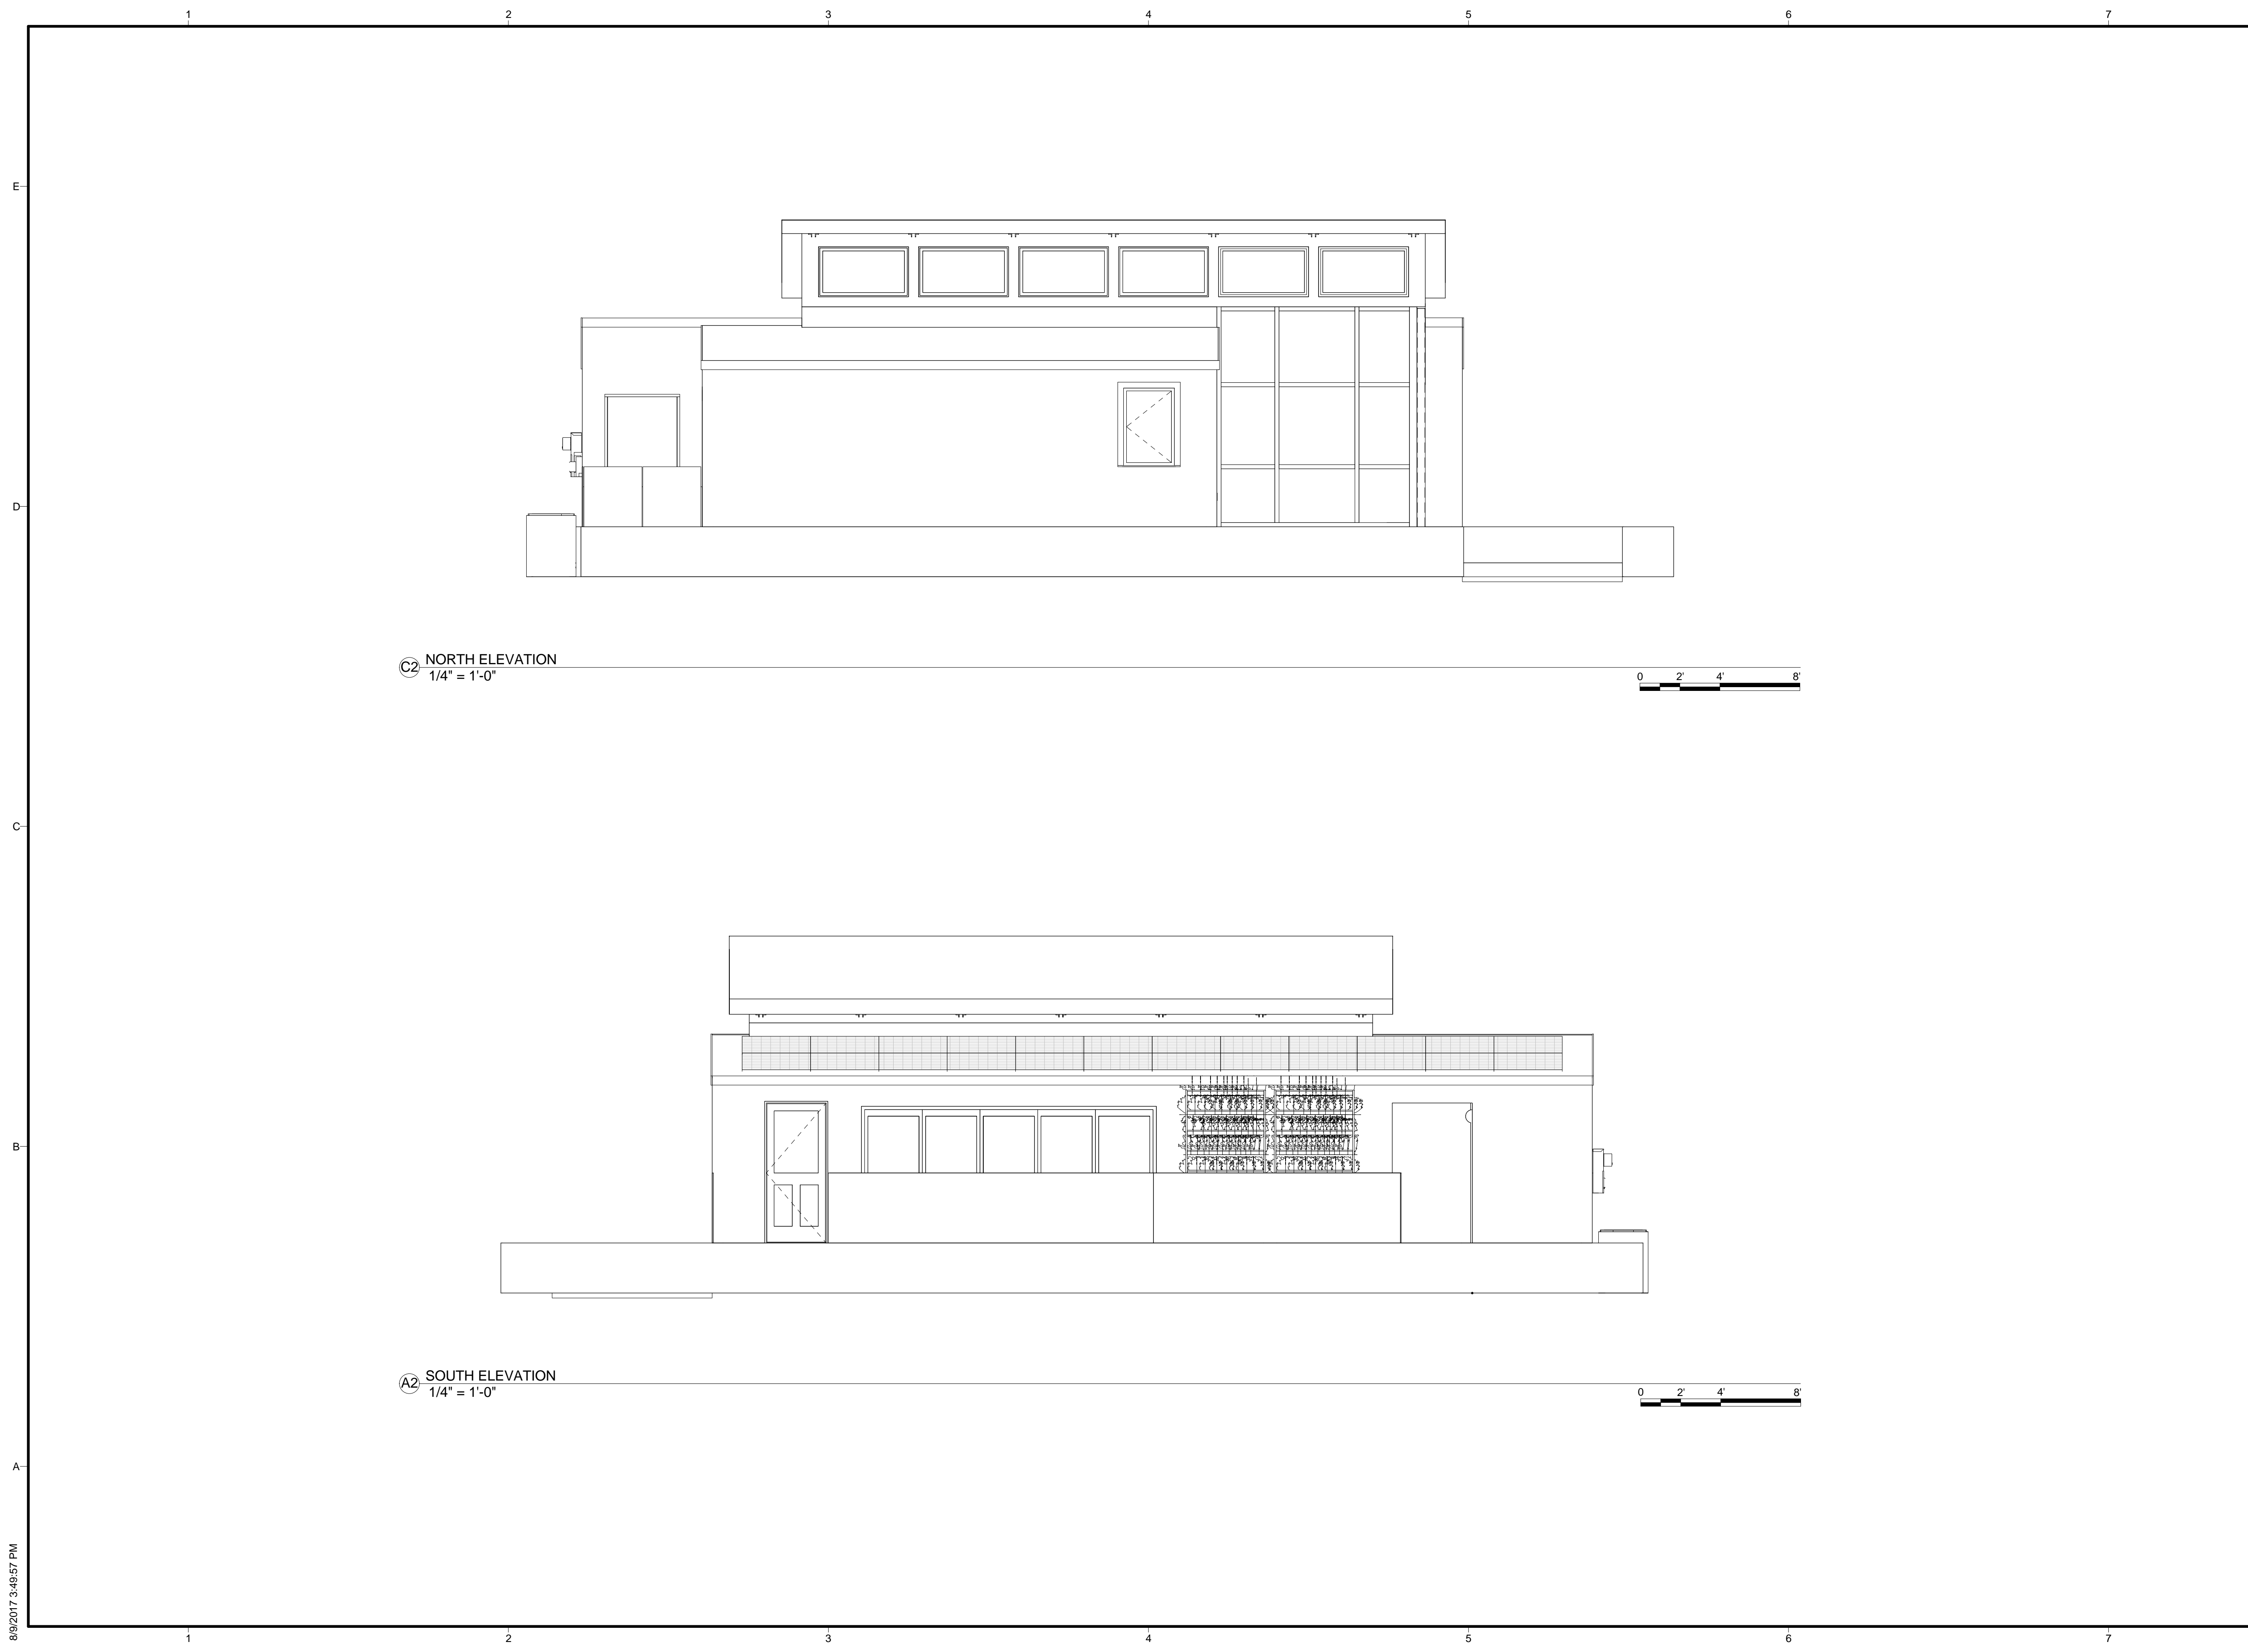 1 2 3 4 5 6 7
E
D
C2 NORTH ELEVATION
1/4" = 1'-0"
0 2' 4' 8'
C
B
A2 SOUTH ELEVATION
1/4" = 1'-0"
0 2' 4' 8'
A
8/9/2017 3:49:57 PM
1 2 3 4 5 6 7